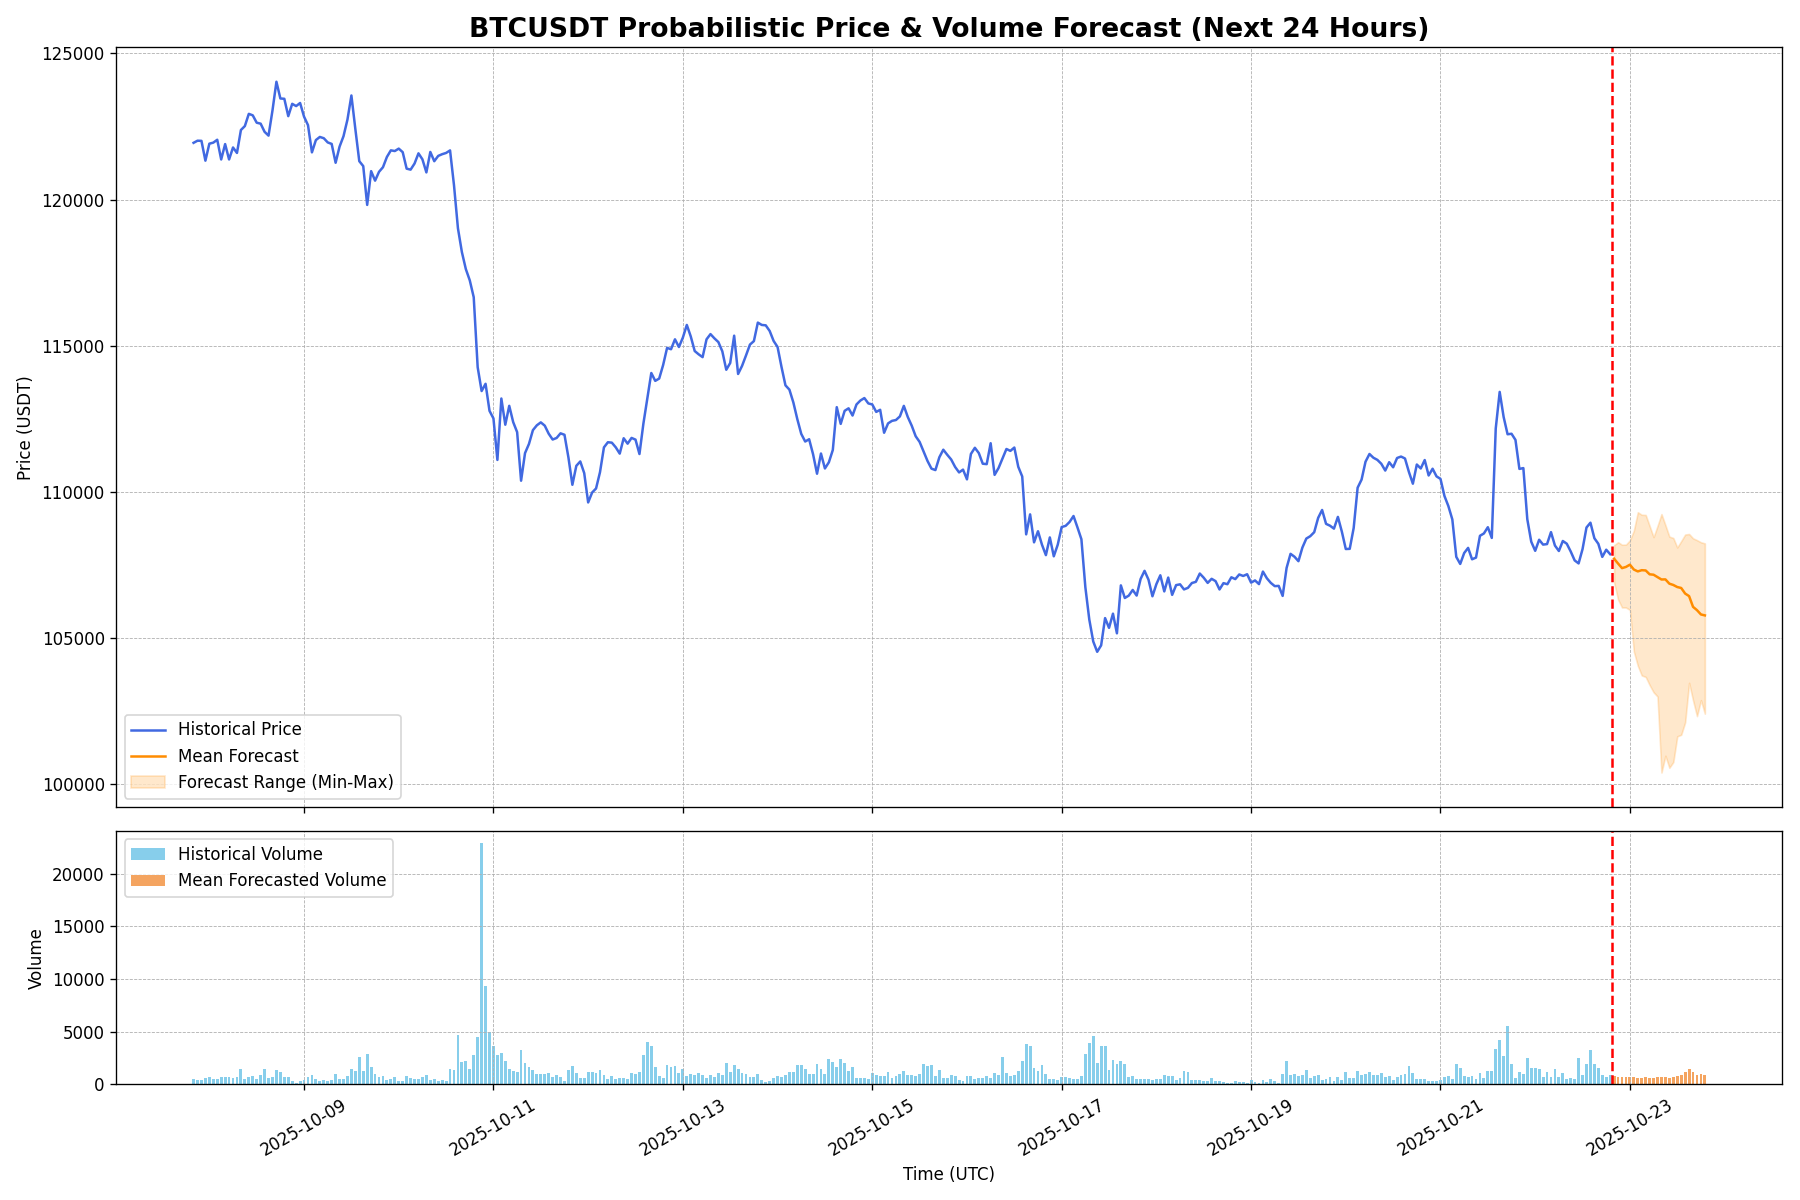 BTCUSDT Probabilistic Price & Volume Forecast (Next 24 Hours)
125000
120000
115000
110000
105000
100000
Price (USDT)
Historical Price
Mean Forecast
Forecast Range (Min-Max)
Historical Volume
Mean Forecasted Volume
20000
15000
10000
5000
0
Volume
2025-10-09
2025-10-11
2025-10-13
2025-10-15
2025-10-17
2025-10-19
2025-10-21
2025-10-23
Time (UTC)